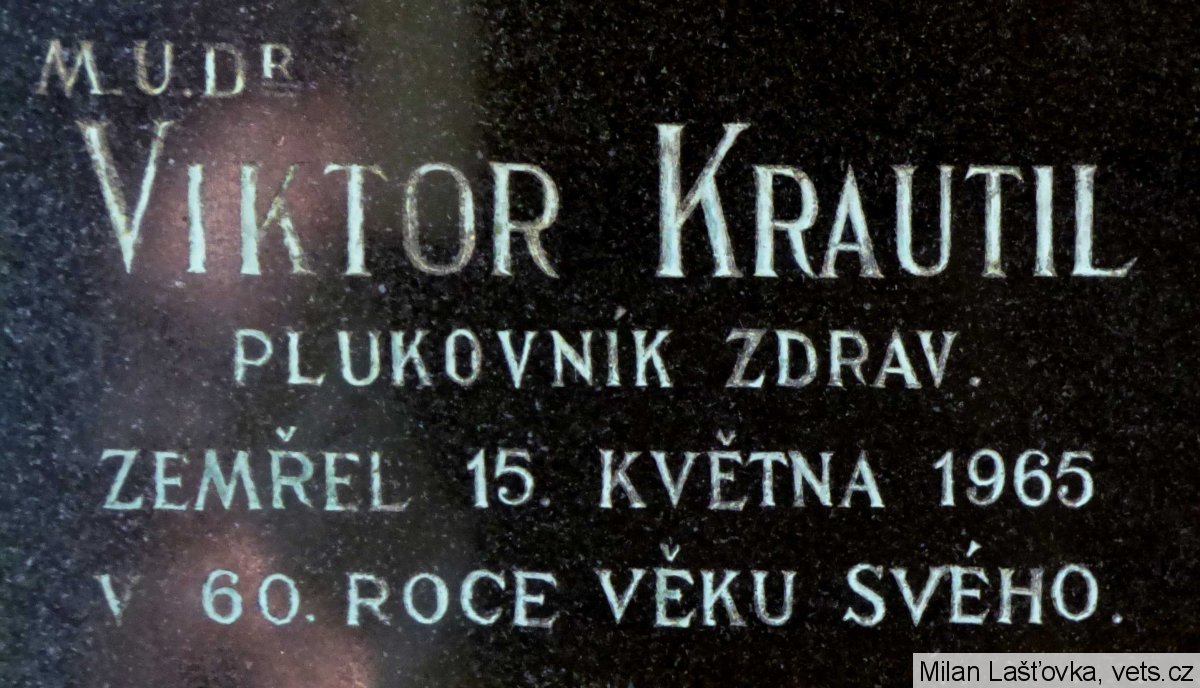 M.U.DR
VIKTOR KRAUTIL
PLUKOVNÍK ZDRAV.
ZEMŘEL 15. KVĚTNA 1965
V 60. ROCE VĚKU SVÉHO.
Milan Lašťovka, vets.cz